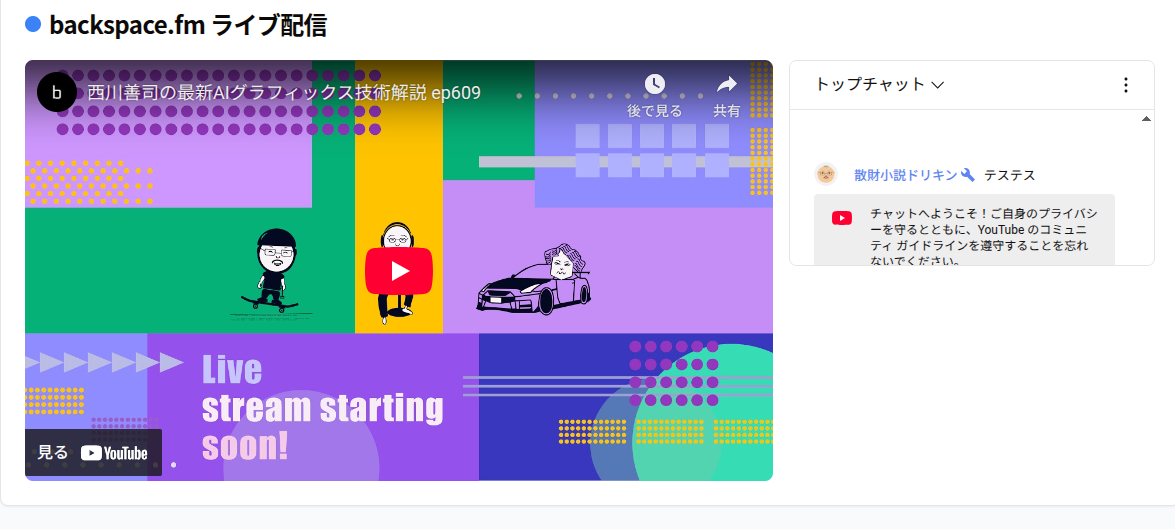 backspace.fm ライブ配信
b
西川善司の最新AIグラフィックス技術解説 ep609
後で見る
共有
Live
stream starting
soon!
見る YouTube
トップチャット
散財小説ドリキン テステス
チャットへようこそ！ご自身のプライバシ
ーを守るとともに、YouTube のコミュニ
ティ ガイドラインを遵守することを忘れ
ないでください。